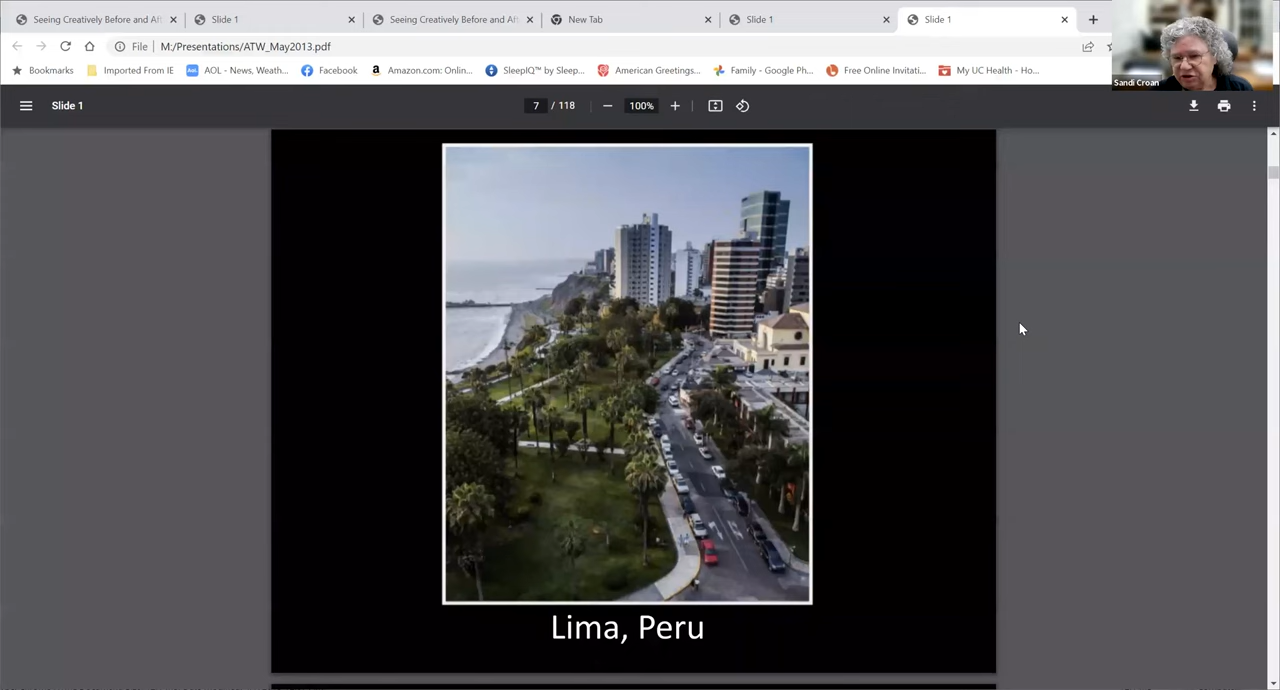 Seeing Creatively Before and Aft
Slide 1
Seeing Creatively Before and Aft
New Tab
Slide 1
Slide 1
File
M:/Presentations/ATW_May2013.pdf
Bookmarks
Imported From IE
AOL - News, Weath...
Facebook
Amazon.com: Onlin...
SleepIQ™ by Sleep...
American Greetings...
Family - Google Ph...
Free Online Invitati...
My UC Health - Ho...
Sandi Croan
Slide 1
7 / 118
100%
Lima, Peru